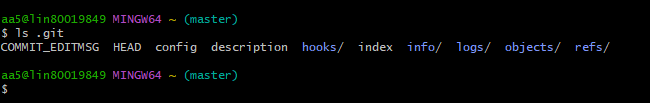 aa5@lin80019849 MINGW64 ~ (master)
$ ls .git
COMMIT_EDITMSG HEAD config description hooks/ index info/ logs/ objects/ refs/
aa5@lin80019849 MINGW64 ~ (master)
$